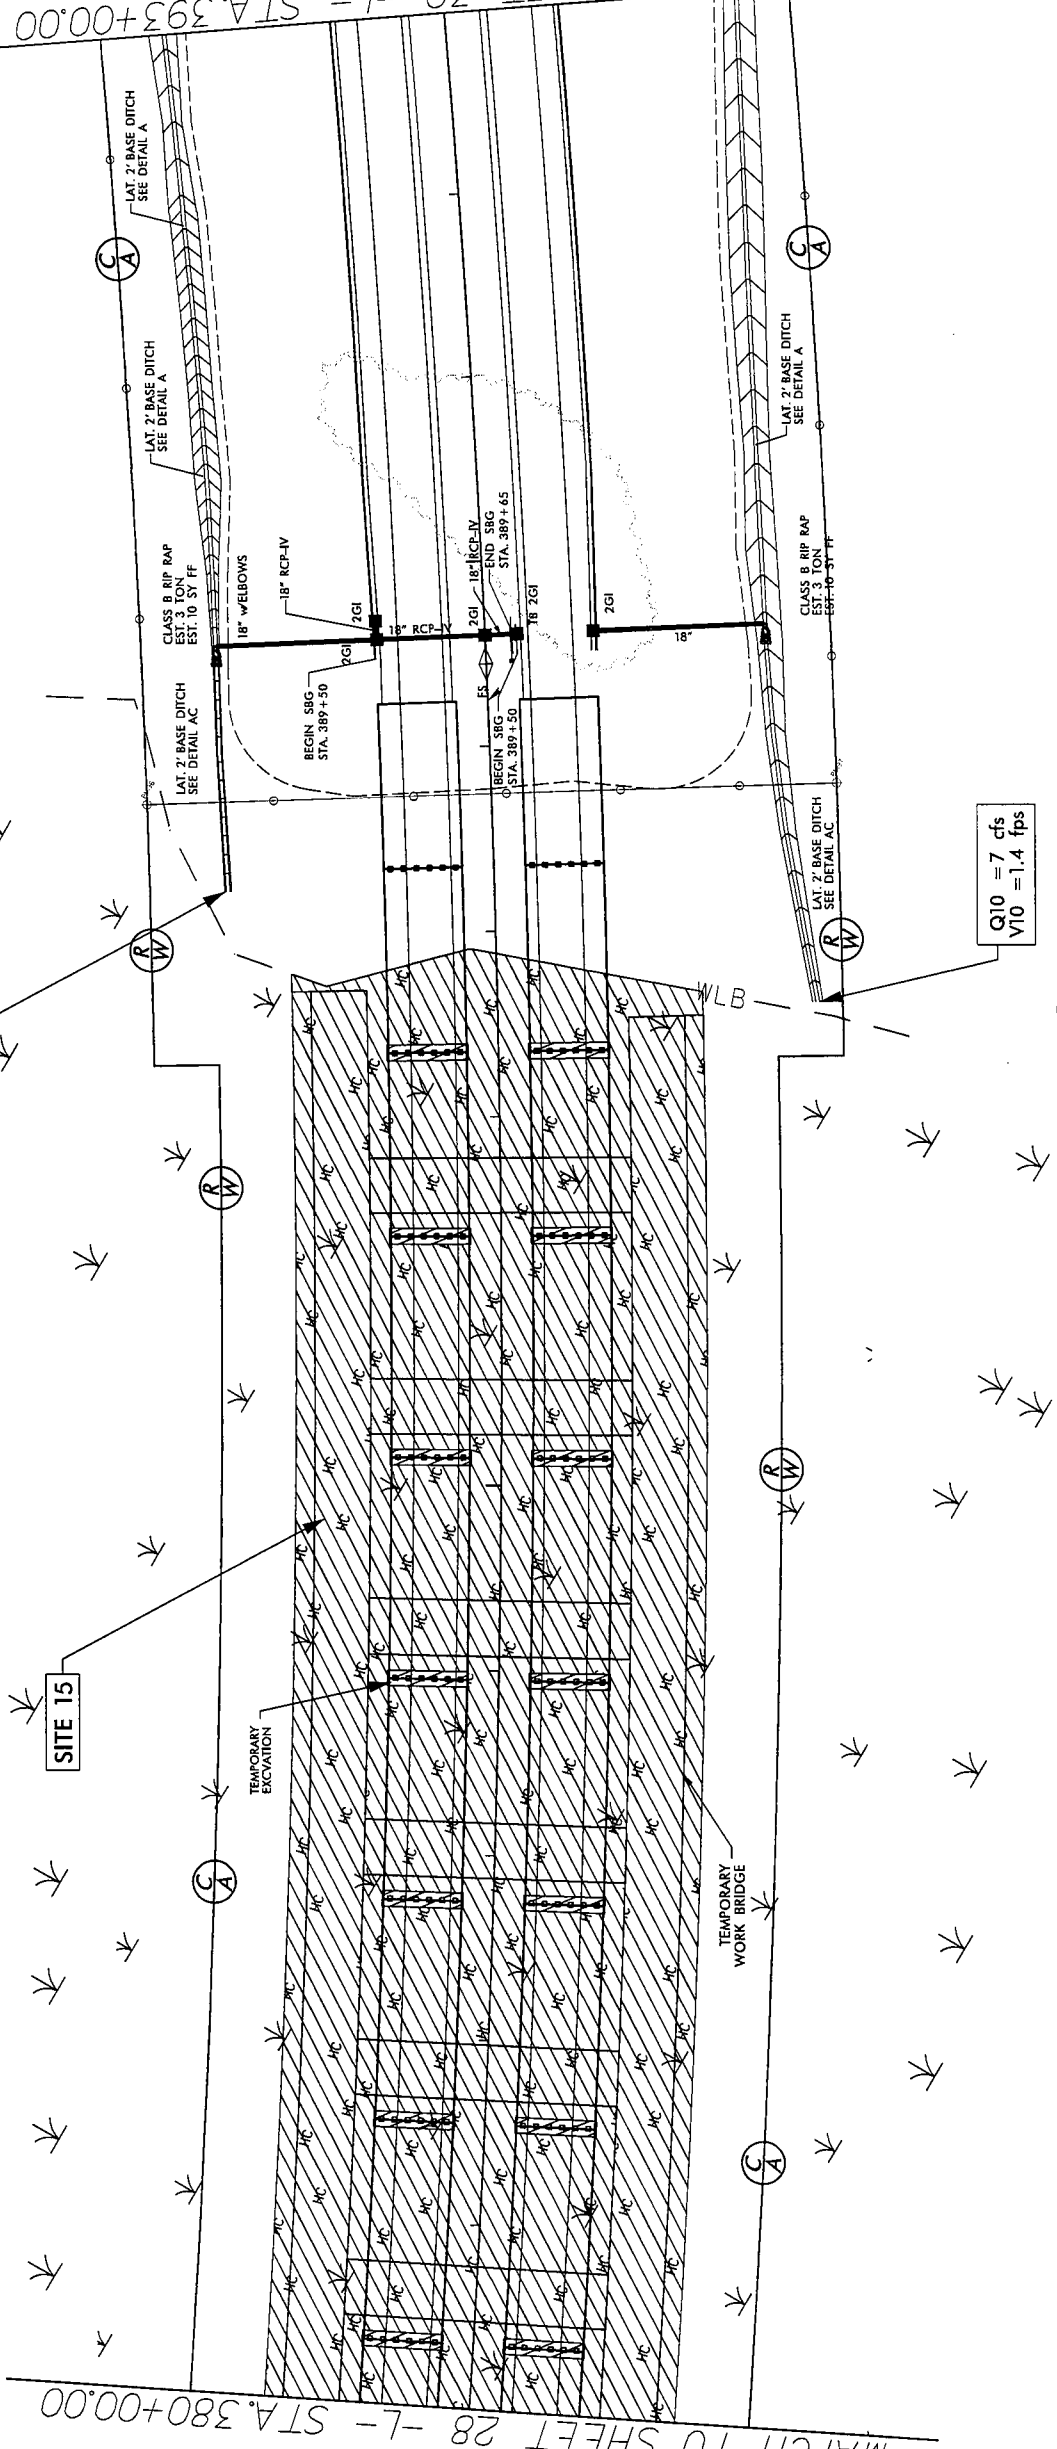 STA.393+00.00
LAT. 2' BASE DITCH
SEE DETAIL A
C
A
C
A
LAT. 2' BASE DITCH
SEE DETAIL A
LAT. 2' BASE DITCH
SEE DETAIL A
CLASS B RIP RAP
EST. 3 TON
EST. 10 SY FF
18" W/ELBOWS
18" RCP-IV
2GI
2GI
18" RCP-IV
2GI
18" RCP-IV
END SBG
STA. 389+65
18
2GI
2GI
18"
CLASS B RIP RAP
EST. 3 TON
EST. 10 SY FF
LAT. 2' BASE DITCH
SEE DETAIL AC
BEGIN SBG
STA. 389+50
FS
BEGIN SBG
STA. 389+50
LAT. 2' BASE DITCH
SEE DETAIL AC
Q10 =7 cfs
V10 =1.4 fps
R
W
R
W
WLB
HC
R
W
R
W
SITE 15
TEMPORARY
EXCVATION
C
A
TEMPORARY
WORK BRIDGE
C
A
MATCH TO SHEET 28 -L- STA.380+00.00